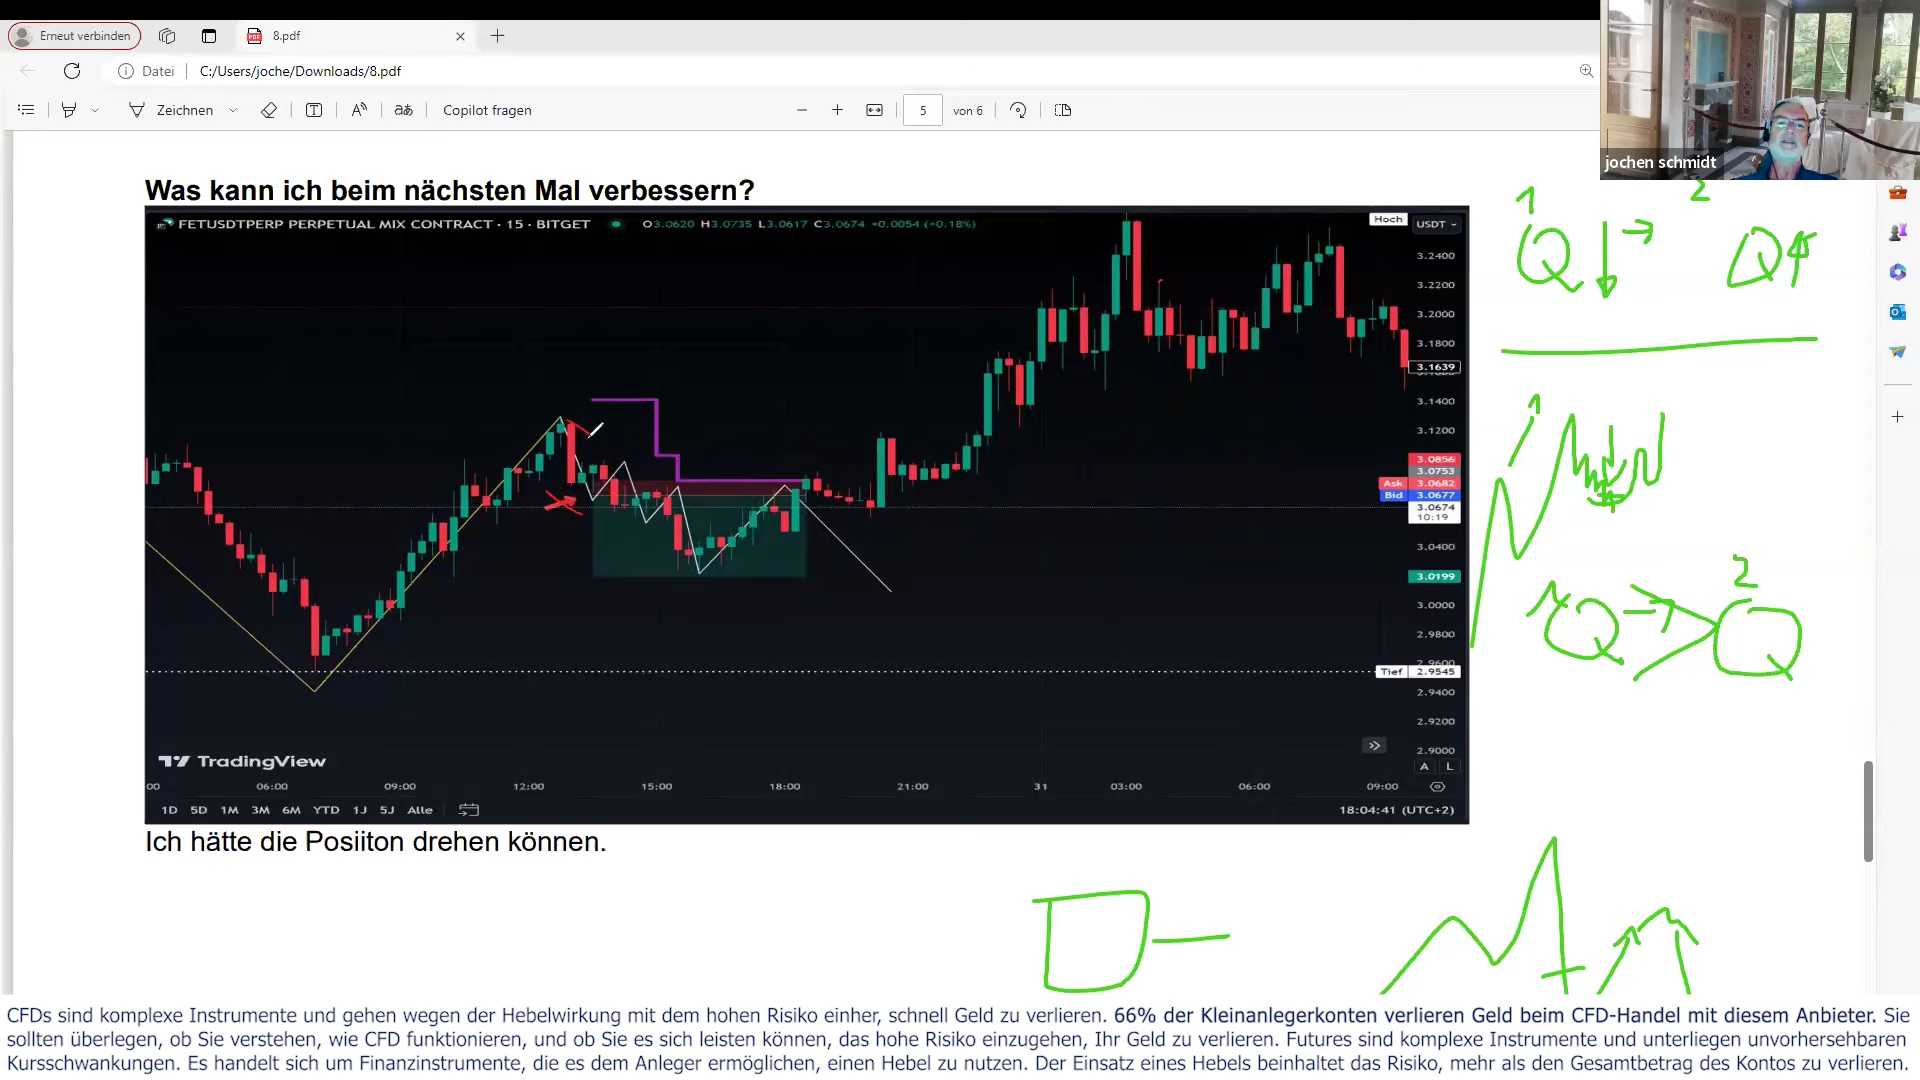 Erneut verbinden
8.pdf
Datei
C:/Users/joche/Downloads/8.pdf
Zeichnen
Copilot fragen
5
von 6
jochen schmidt
Was kann ich beim nächsten Mal verbessern?
FETUSDTPERP PERPETUAL MIX CONTRACT · 15 · BITGET
O3.0620 H3.0735 L3.0617 C3.0674 +0.0054 (+0.18%)
Hoch
USDT
3.2400
3.2200
3.2000
3.1800
3.1639
3.1400
3.1200
3.0856
3.0753
Ask 3.0682
Bid 3.0677
3.0674
10:19
3.0400
3.0199
3.0000
2.9800
2.9600
Tief 2.9545
2.9400
2.9200
2.9000
TradingView
A L
00 06:00 09:00 12:00 15:00 18:00 21:00 31 03:00 06:00 09:00
1D 5D 1M 3M 6M YTD 1J 5J Alle
18:04:41 (UTC+2)
1 2
Q Q
1
2
Q Q
Ich hätte die Posiiton drehen können.
CFDs sind komplexe Instrumente und gehen wegen der Hebelwirkung mit dem hohen Risiko einher, schnell Geld zu verlieren. 66% der Kleinanlegerkonten verlieren Geld beim CFD-Handel mit diesem Anbieter. Sie
sollten überlegen, ob Sie verstehen, wie CFD funktionieren, und ob Sie es sich leisten können, das hohe Risiko einzugehen, Ihr Geld zu verlieren. Futures sind komplexe Instrumente und unterliegen unvorhersehbaren
Kursschwankungen. Es handelt sich um Finanzinstrumente, die es dem Anleger ermöglichen, einen Hebel zu nutzen. Der Einsatz eines Hebels beinhaltet das Risiko, mehr als den Gesamtbetrag des Kontos zu verlieren.